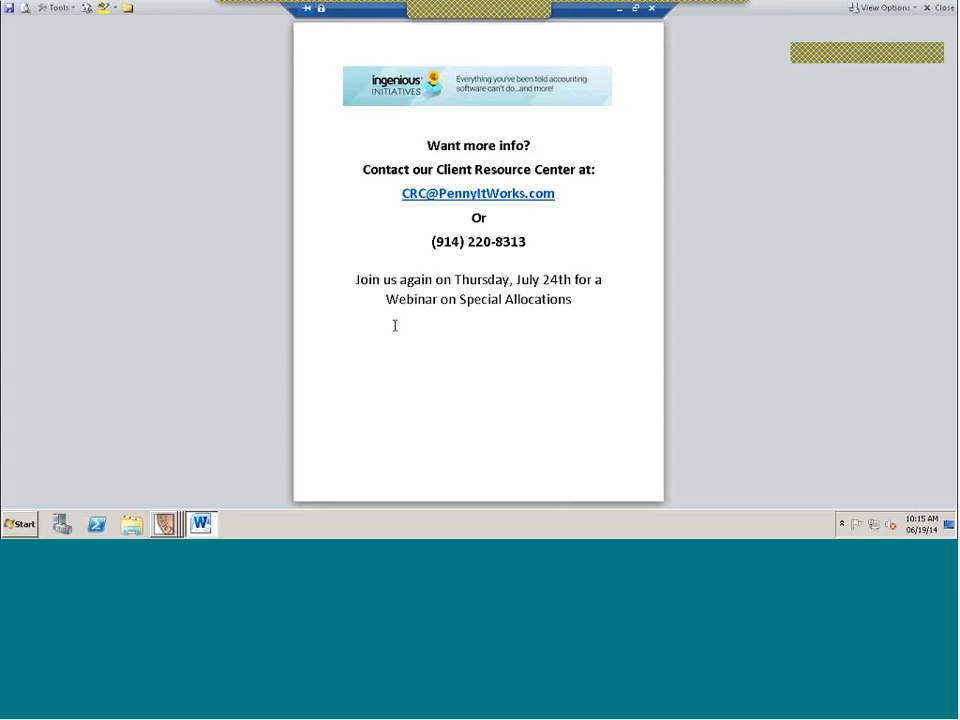 Tools
View Options
Close
ingenious
INITIATIVES
Everything you've been told accounting
software can't do...and more!
Want more info?
Contact our Client Resource Center at:
CRC@PennyItWorks.com
Or
(914) 220-8313
Join us again on Thursday, July 24th for a
Webinar on Special Allocations
Start
W
10:15 AM
06/19/14